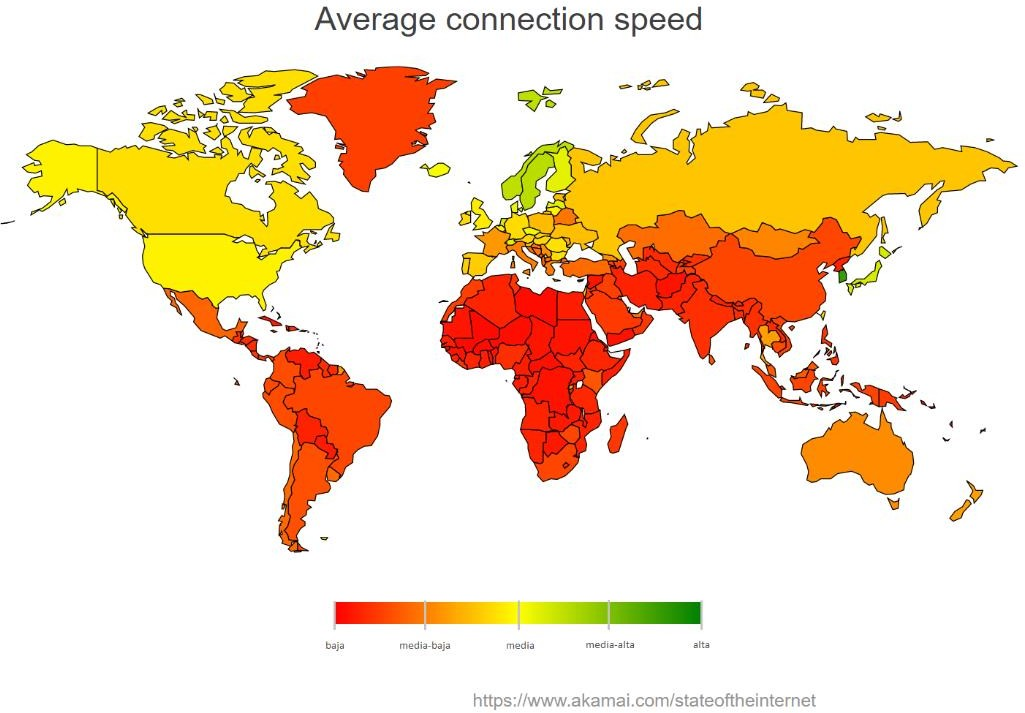 Average connection speed
baja media-baja media media-alta alta
https://www.akamai.com/stateoftheinternet